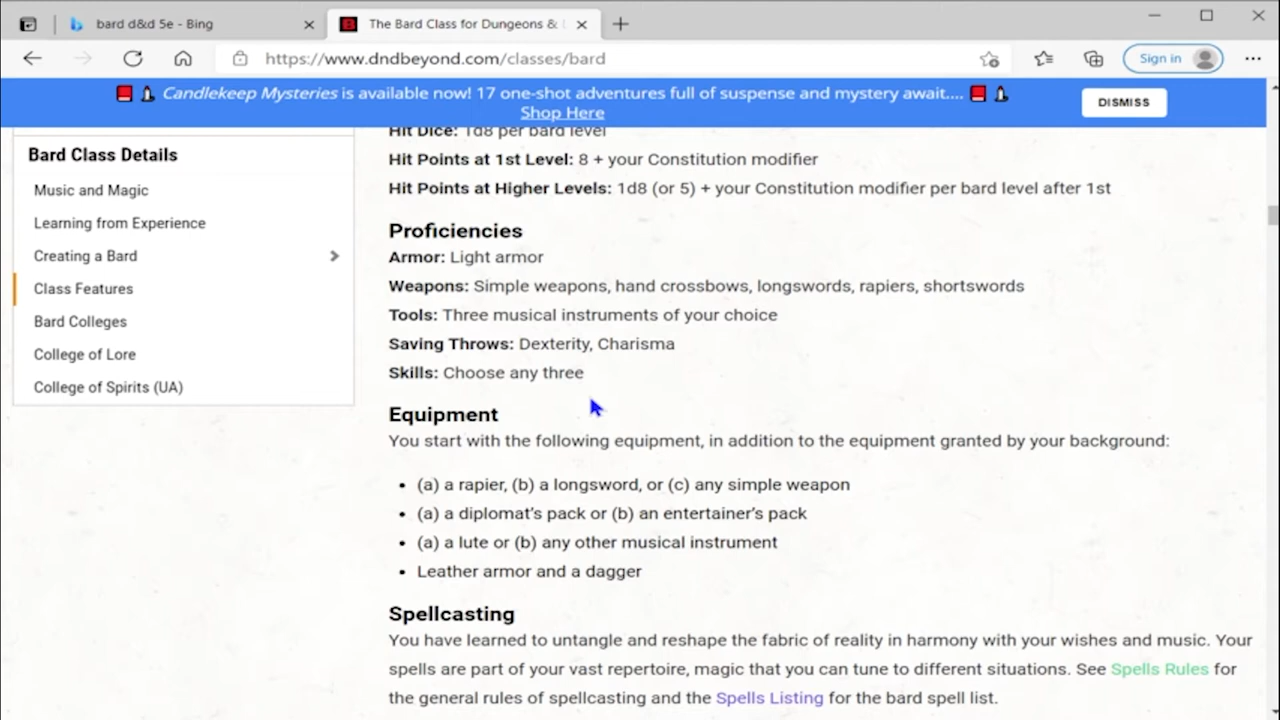 bard d&d 5e - Bing
The Bard Class for Dungeons &
https://www.dndbeyond.com/classes/bard
Sign in
Candlekeep Mysteries is available now! 17 one-shot adventures full of suspense and mystery await....
Shop Here
DISMISS
Bard Class Details
Music and Magic
Learning from Experience
Creating a Bard
Class Features
Bard Colleges
College of Lore
College of Spirits (UA)
Hit Dice: 1d8 per bard level
Hit Points at 1st Level: 8 + your Constitution modifier
Hit Points at Higher Levels: 1d8 (or 5) + your Constitution modifier per bard level after 1st
Proficiencies
Armor: Light armor
Weapons: Simple weapons, hand crossbows, longswords, rapiers, shortswords
Tools: Three musical instruments of your choice
Saving Throws: Dexterity, Charisma
Skills: Choose any three
Equipment
You start with the following equipment, in addition to the equipment granted by your background:
• (a) a rapier, (b) a longsword, or (c) any simple weapon
• (a) a diplomat's pack or (b) an entertainer's pack
• (a) a lute or (b) any other musical instrument
• Leather armor and a dagger
Spellcasting
You have learned to untangle and reshape the fabric of reality in harmony with your wishes and music. Your
spells are part of your vast repertoire, magic that you can tune to different situations. See Spells Rules for
the general rules of spellcasting and the Spells Listing for the bard spell list.